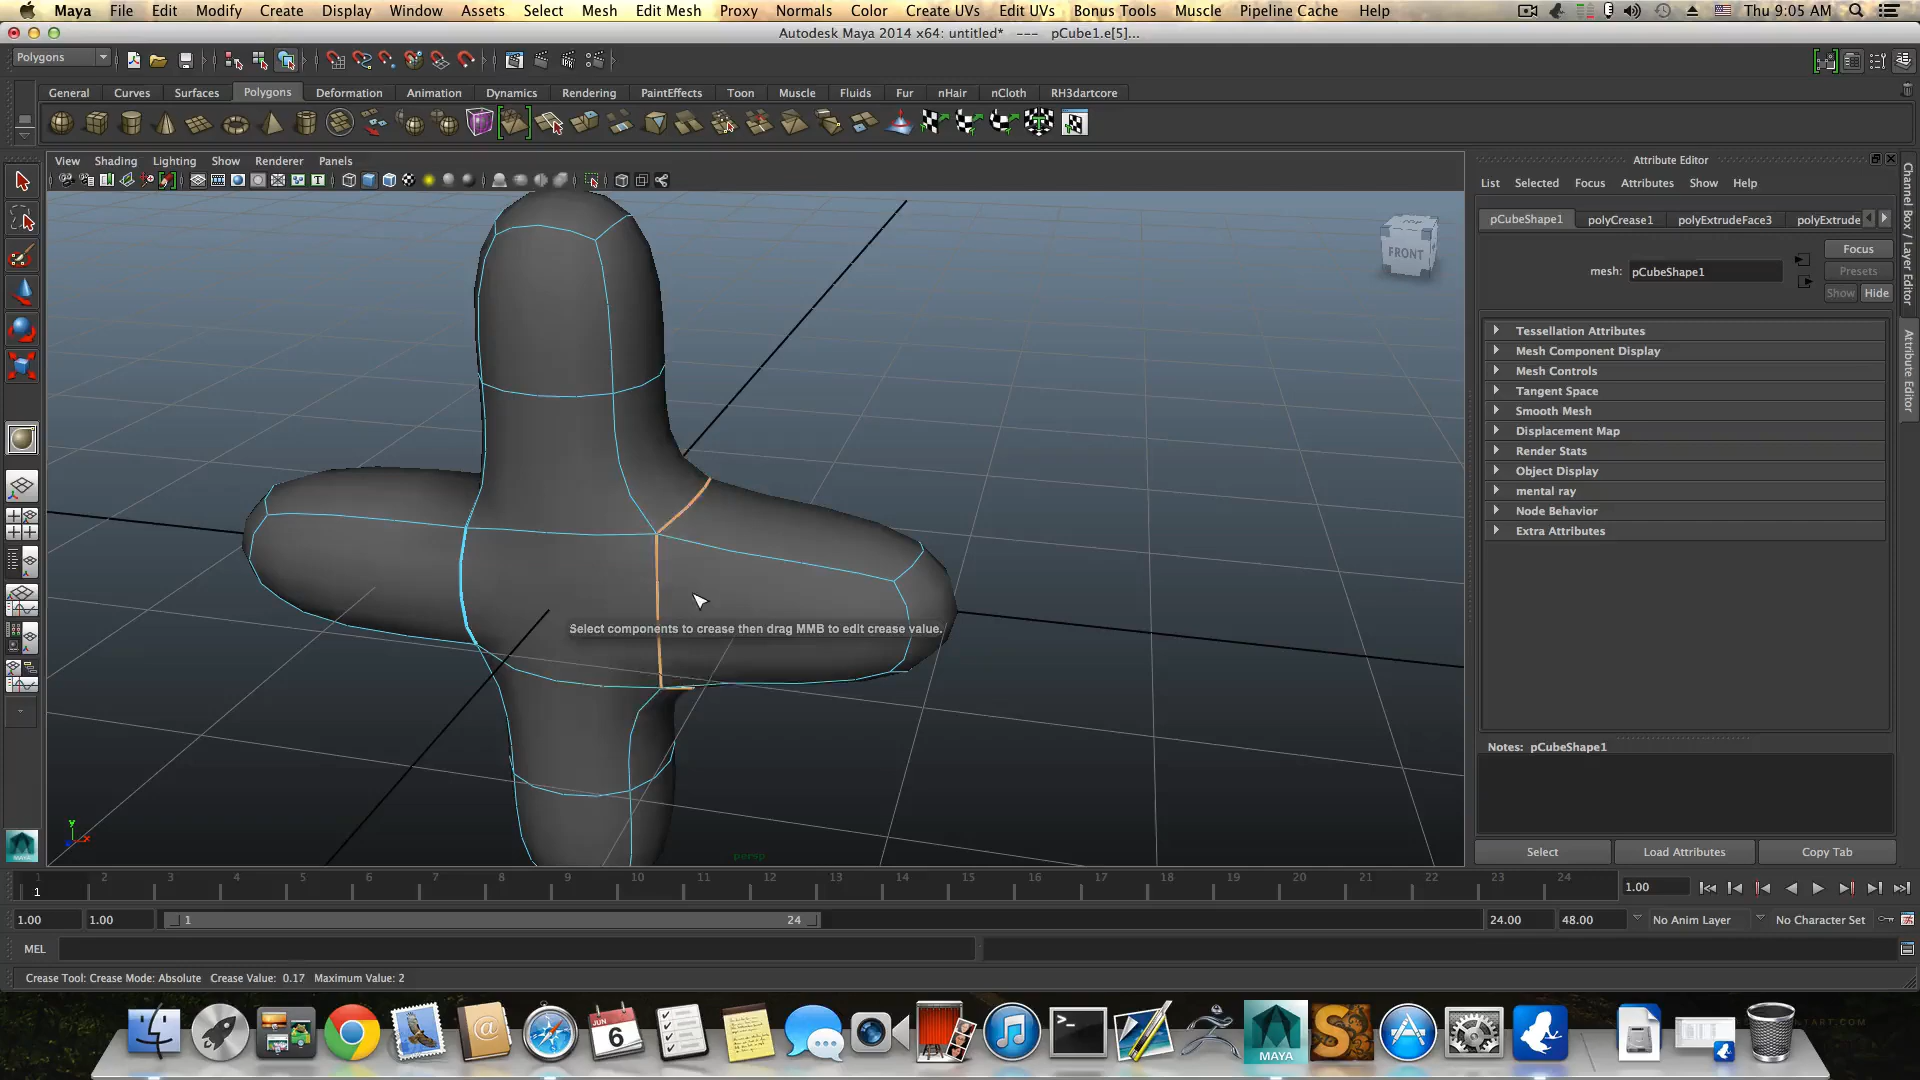 Maya File Edit Modify Create Display Window Assets Select Mesh Edit Mesh Proxy Normals Color Create UVs Edit UVs Bonus Tools Muscle Pipeline Cache Help Thu 9:05 AM
Autodesk Maya 2014 x64: untitled* --- pCube1.e[5]...
Polygons
General Curves Surfaces Polygons Deformation Animation Dynamics Rendering PaintEffects Toon Muscle Fluids Fur nHair nCloth RH3dartcore
View Shading Lighting Show Renderer Panels
Attribute Editor
List Selected Focus Attributes Show Help
pCubeShape1 polyCrease1 polyExtrudeFace3 polyExtrude
FRONT
Focus
mesh: pCubeShape1
Presets
Show Hide
Tessellation Attributes
Mesh Component Display
Mesh Controls
Tangent Space
Smooth Mesh
Displacement Map
Render Stats
Object Display
mental ray
Node Behavior
Extra Attributes
Channel Box / Layer Editor
Attribute Editor
Select components to crease then drag MMB to edit crease value.
Notes: pCubeShape1
y
x
persp
Select Load Attributes Copy Tab
1 2 3 4 5 6 7 8 9 10 11 12 13 14 15 16 17 18 19 20 21 22 23 24
1
1.00
1.00 1.00 1 24 24.00 48.00 No Anim Layer No Character Set
MEL
Crease Tool: Crease Mode: Absolute Crease Value: 0.17 Maximum Value: 2
JUN
6
MAYA